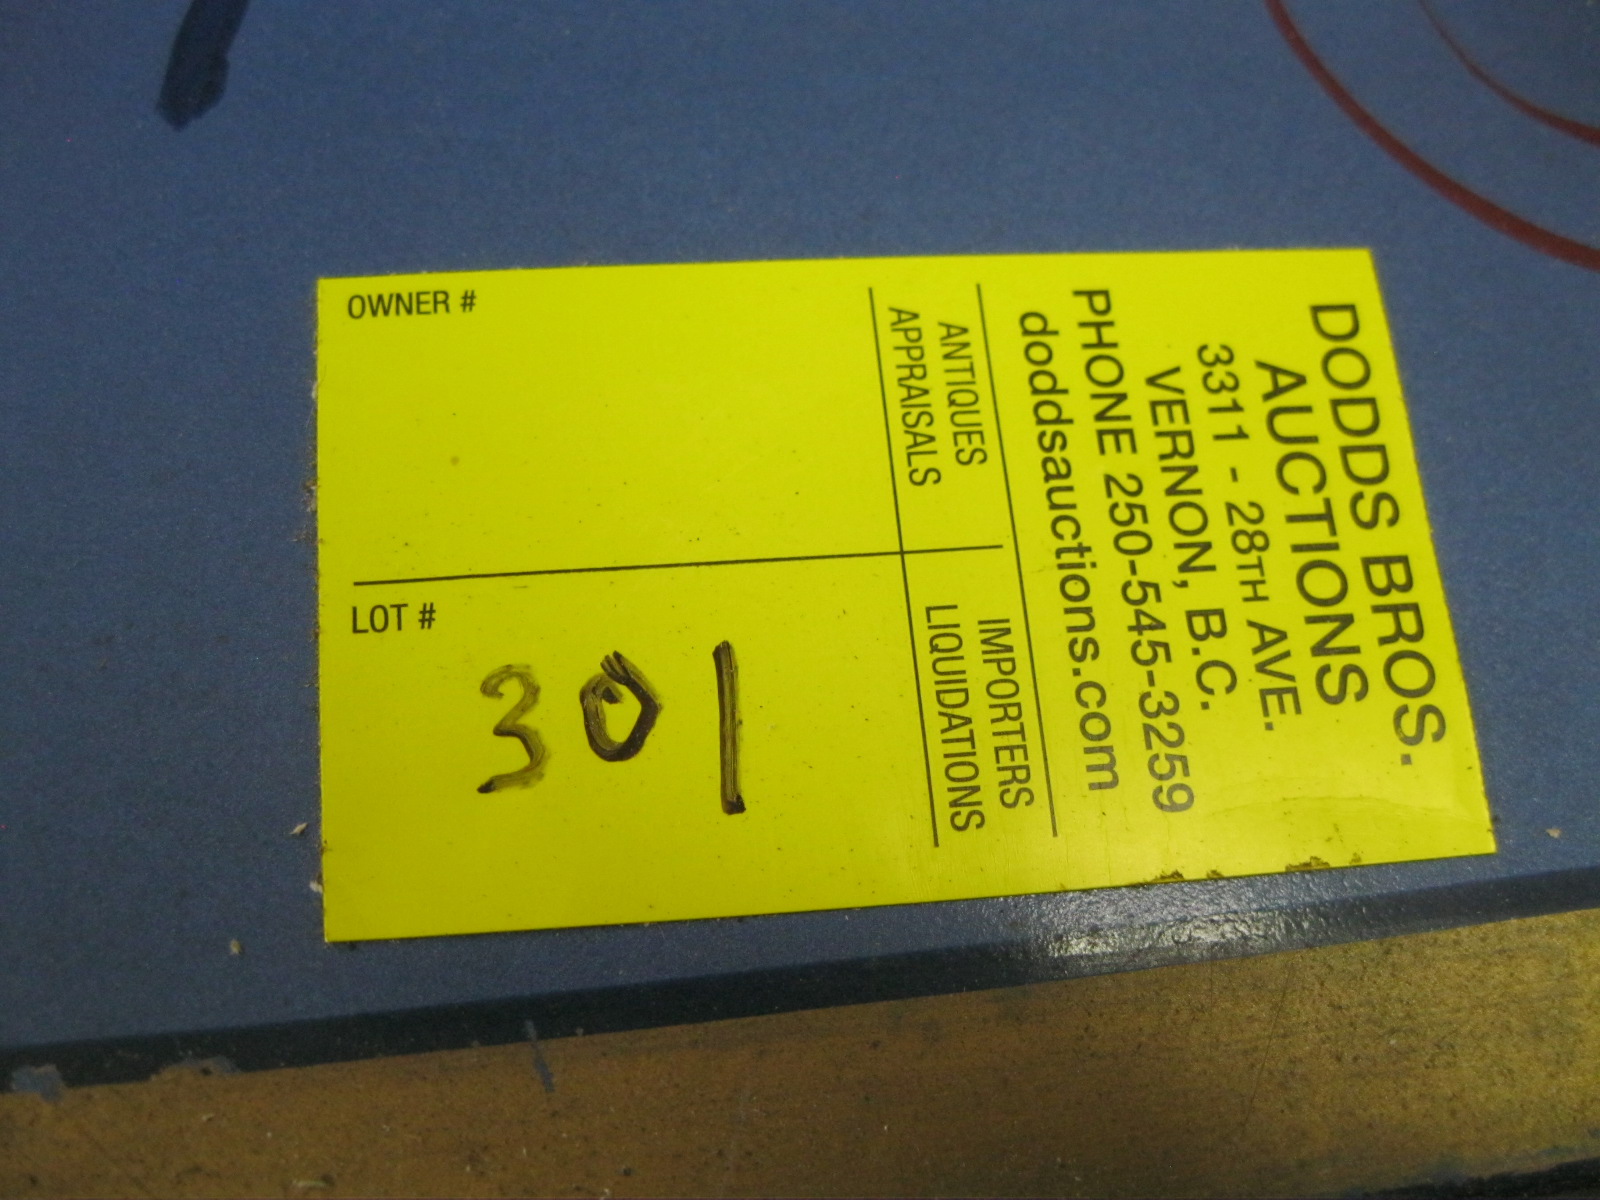 DODDS BROS.
AUCTIONS
3311 - 28TH AVE.
VERNON, B.C.
PHONE 250-545-3259
doddsauctions.com
ANTIQUES
APPRAISALS
IMPORTERS
LIQUIDATIONS
OWNER #
LOT #
301